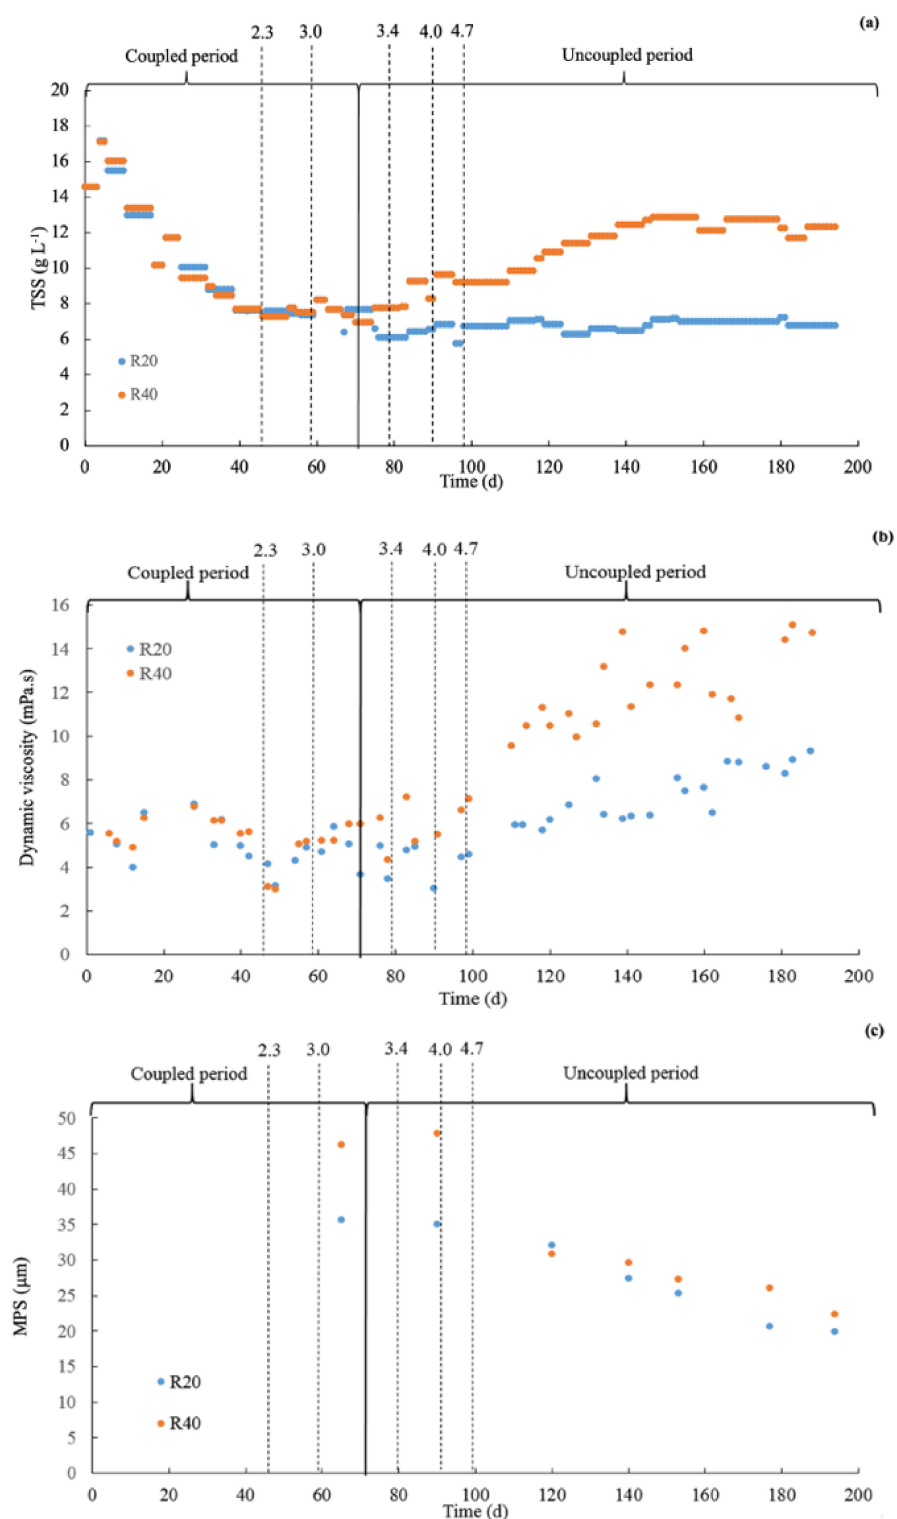 (a)
2.3 3.0 3.4 4.0 4.7
Coupled period Uncoupled period
20
18
16
14
12
10
8
6
4
2
0
TSS (g L-1)
R20
R40
0 20 40 60 80 100 120 140 160 180 200
Time (d)
(b)
2.3 3.0 3.4 4.0 4.7
Coupled period Uncoupled period
16
14
12
10
8
6
4
2
0
Dynamic viscosity (mPa.s)
R20
R40
0 20 40 60 80 100 120 140 160 180 200
Time (d)
(c)
2.3 3.0 3.4 4.0 4.7
Coupled period Uncoupled period
50
45
40
35
30
25
20
15
10
5
0
MPS (μm)
R20
R40
0 20 40 60 80 100 120 140 160 180 200
Time (d)